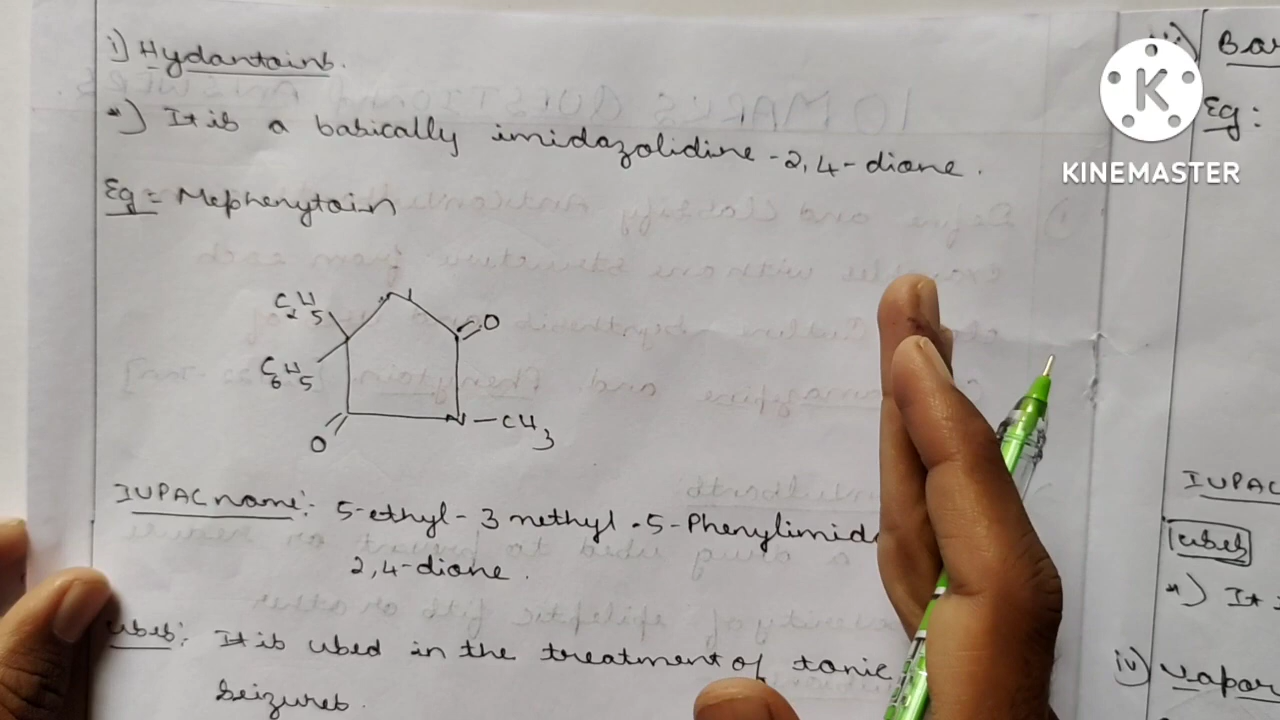 i) Hydantoins.
*) It is a basically imidazolidine-2,4-dione.
Eg = Mephenytoin
C2H5
O
C6H5
N-CH3
O
IUPAC name:- 5-ethyl-3 methyl-5-Phenylimid
2,4-dione.
uses: It is used in the treatment of tonic
seizures.
Eg:
IUPAC
uses
*) It i
iv)
K
KINEMASTER